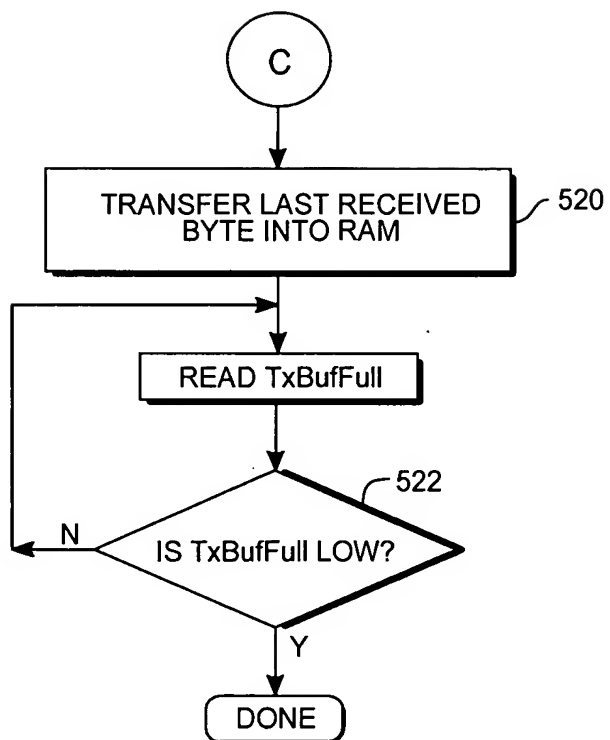 C
TRANSFER LAST RECEIVED
BYTE INTO RAM
520
READ TxBufFull
522
N
IS TxBufFull LOW?
Y
DONE